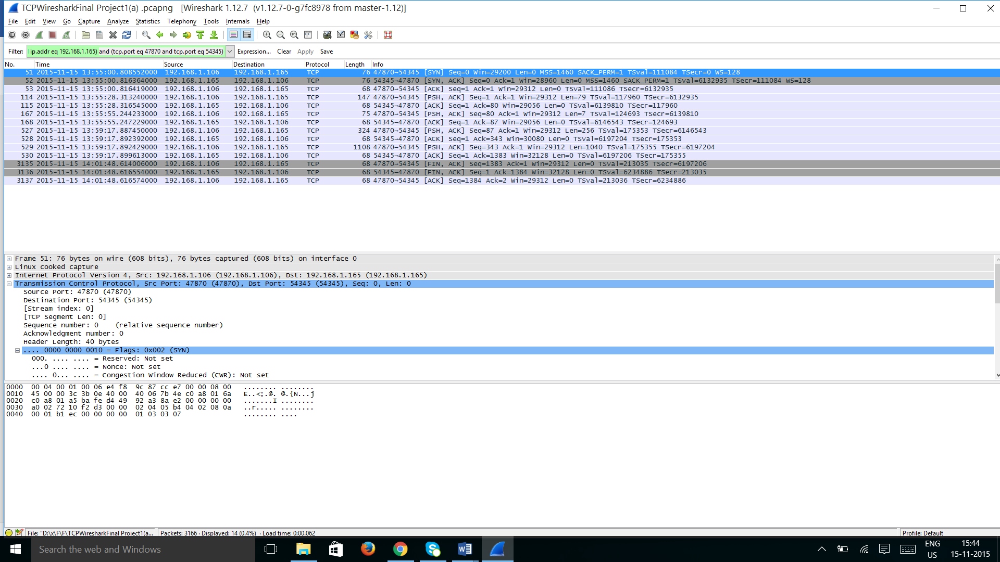 TCPWiresharkFinal Project1(a) .pcapng [Wireshark 1.12.7 (v1.12.7-0-g7fc8978 from master-1.12)]
File Edit View Go Capture Analyze Statistics Telephony Tools Internals Help
Filter: ip.addr eq 192.168.1.165) and (tcp.port eq 47870 and tcp.port eq 54345) Expression... Clear Apply Save
No. Time Source Destination Protocol Length Info
51 2015-11-15 13:55:00.808552000 192.168.1.106 192.168.1.165 TCP 76 47870→54345 [SYN] Seq=0 Win=29200 Len=0 MSS=1460 SACK_PERM=1 TSval=111084 TSecr=0 WS=128
52 2015-11-15 13:55:00.816364000 192.168.1.165 192.168.1.106 TCP 76 54345→47870 [SYN, ACK] Seq=0 Ack=1 Win=28960 Len=0 MSS=1460 SACK_PERM=1 TSval=6132935 TSecr=111084 WS=128
53 2015-11-15 13:55:00.816419000 192.168.1.106 192.168.1.165 TCP 68 47870→54345 [ACK] Seq=1 Ack=1 Win=29312 Len=0 TSval=111086 TSecr=6132935
114 2015-11-15 13:55:28.313240000 192.168.1.106 192.168.1.165 TCP 147 47870→54345 [PSH, ACK] Seq=1 Ack=1 Win=29312 Len=79 TSval=117960 TSecr=6132935
115 2015-11-15 13:55:28.316545000 192.168.1.165 192.168.1.106 TCP 68 54345→47870 [ACK] Seq=1 Ack=80 Win=29056 Len=0 TSval=6139810 TSecr=117960
167 2015-11-15 13:55:55.244233000 192.168.1.106 192.168.1.165 TCP 75 47870→54345 [PSH, ACK] Seq=80 Ack=1 Win=29312 Len=7 TSval=124693 TSecr=6139810
168 2015-11-15 13:55:55.247229000 192.168.1.165 192.168.1.106 TCP 68 54345→47870 [ACK] Seq=1 Ack=87 Win=29056 Len=0 TSval=6146543 TSecr=124693
527 2015-11-15 13:59:17.887450000 192.168.1.106 192.168.1.165 TCP 324 47870→54345 [PSH, ACK] Seq=87 Ack=1 Win=29312 Len=256 TSval=175353 TSecr=6146543
528 2015-11-15 13:59:17.892392000 192.168.1.165 192.168.1.106 TCP 68 54345→47870 [ACK] Seq=1 Ack=343 Win=30080 Len=0 TSval=6197204 TSecr=175353
529 2015-11-15 13:59:17.892429000 192.168.1.106 192.168.1.165 TCP 1108 47870→54345 [PSH, ACK] Seq=343 Ack=1 Win=29312 Len=1040 TSval=175355 TSecr=6197204
530 2015-11-15 13:59:17.899613000 192.168.1.165 192.168.1.106 TCP 68 54345→47870 [ACK] Seq=1 Ack=1383 Win=32128 Len=0 TSval=6197206 TSecr=175355
3135 2015-11-15 14:01:48.614006000 192.168.1.106 192.168.1.165 TCP 68 47870→54345 [FIN, ACK] Seq=1383 Ack=1 Win=29312 Len=0 TSval=213035 TSecr=6197206
3136 2015-11-15 14:01:48.616554000 192.168.1.165 192.168.1.106 TCP 68 54345→47870 [FIN, ACK] Seq=1 Ack=1384 Win=32128 Len=0 TSval=6234886 TSecr=213035
3137 2015-11-15 14:01:48.616574000 192.168.1.106 192.168.1.165 TCP 68 47870→54345 [ACK] Seq=1384 Ack=2 Win=29312 Len=0 TSval=213036 TSecr=6234886
Frame 51: 76 bytes on wire (608 bits), 76 bytes captured (608 bits) on interface 0
Linux cooked capture
Internet Protocol Version 4, Src: 192.168.1.106 (192.168.1.106), Dst: 192.168.1.165 (192.168.1.165)
Transmission Control Protocol, Src Port: 47870 (47870), Dst Port: 54345 (54345), Seq: 0, Len: 0
Source Port: 47870 (47870)
Destination Port: 54345 (54345)
[Stream index: 0]
[TCP Segment Len: 0]
Sequence number: 0 (relative sequence number)
Acknowledgment number: 0
Header Length: 40 bytes
.... 0000 0000 0010 = Flags: 0x002 (SYN)
000. .... .... = Reserved: Not set
...0 .... .... = Nonce: Not set
.... 0... .... = Congestion Window Reduced (CWR): Not set
0000 00 04 00 01 00 06 e4 f8 9c 87 cc e7 00 00 08 00 ........ ........
0010 45 00 00 3c 3b 0e 40 00 40 06 7b 4e c0 a8 01 6a E..<;.@. @.{N...j
0020 c0 a8 01 a5 ba fe d4 49 92 a3 8a e2 00 00 00 00 .......I ........
0030 a0 02 72 10 f2 d3 00 00 02 04 05 b4 04 02 08 0a ..r..... ........
0040 00 01 b1 ec 00 00 00 00 01 03 03 07 ........ ....
File: "D:\x\F\F\TCPWiresharkFinal Project1(a... Packets: 3166 · Displayed: 14 (0.4%) · Load time: 0:00.062 Profile: Default
Search the web and Windows
ENG
US
15:44
15-11-2015